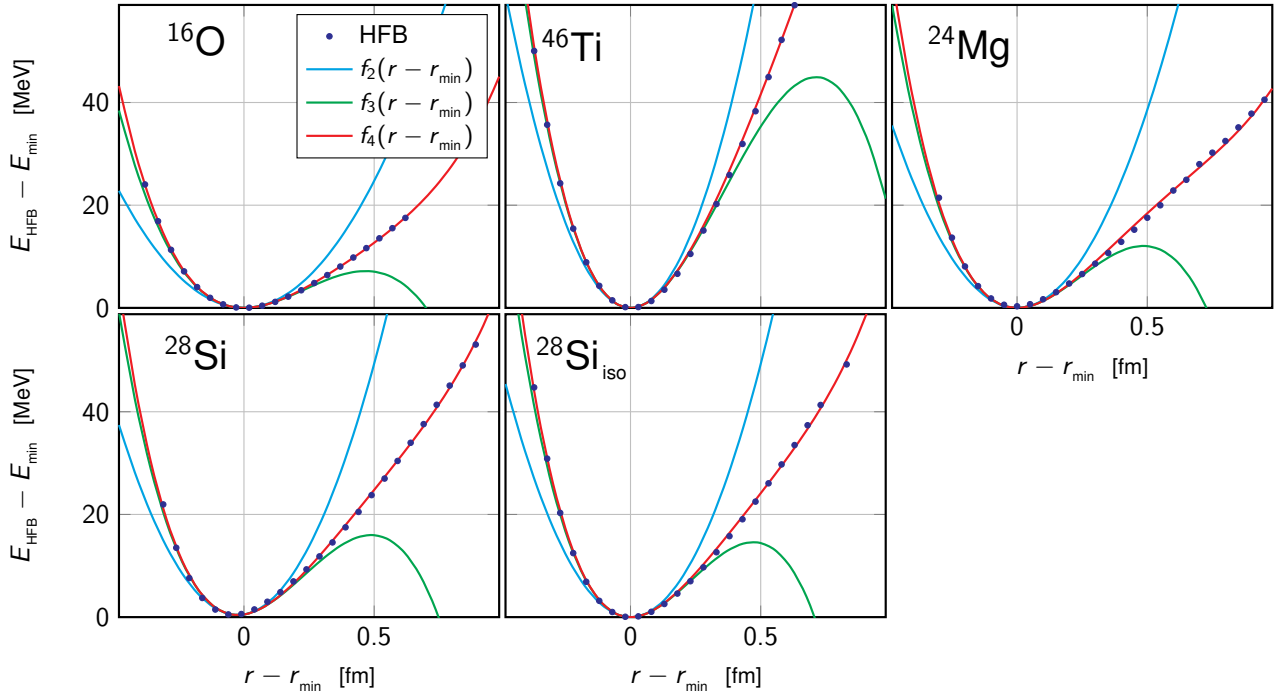 ¹⁶O
HFB
f₂(r − r_min)
f₃(r − r_min)
f₄(r − r_min)
⁴⁶Ti
²⁴Mg
E_HFB − E_min [MeV]
40
20
0
0 0.5
r − r_min [fm]
²⁸Si
²⁸Si_iso
E_HFB − E_min [MeV]
40
20
0
0 0.5
0 0.5
r − r_min [fm]
r − r_min [fm]